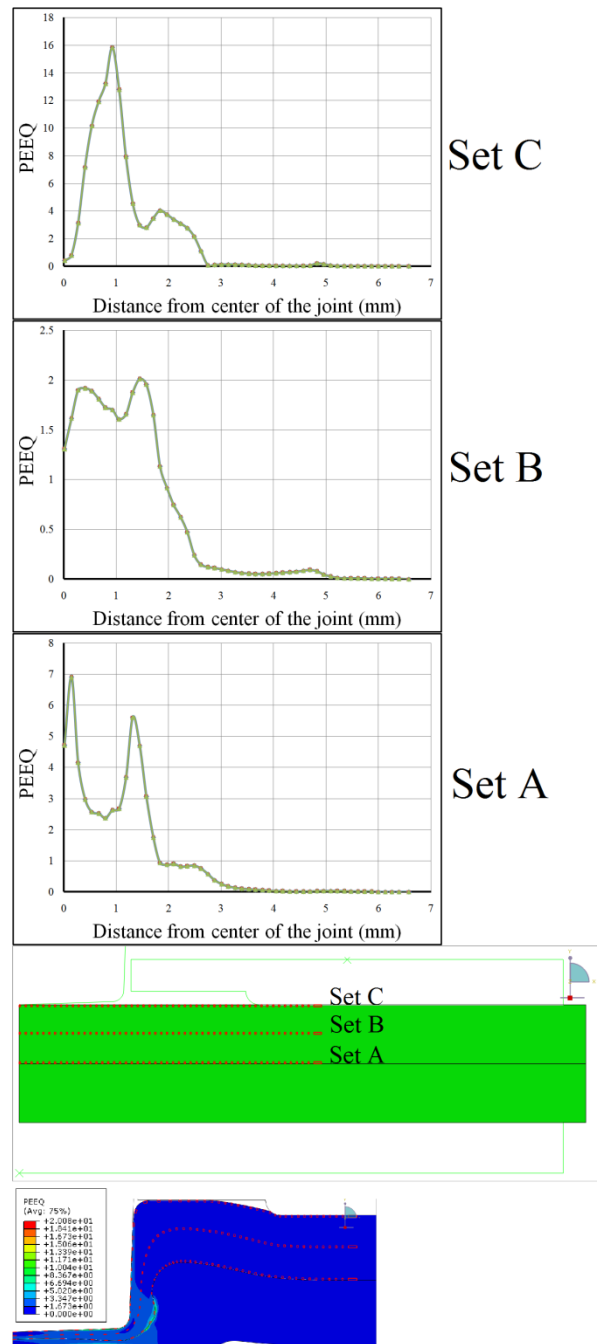 18
16
14
12
10
8
6
4
2
0
PEEQ
0 1 2 3 4 5 6 7
Distance from center of the joint (mm)
Set C
2.5
2
1.5
1
0.5
0
PEEQ
0 1 2 3 4 5 6 7
Distance from center of the joint (mm)
Set B
8
7
6
5
4
3
2
1
0
PEEQ
0 1 2 3 4 5 6 7
Distance from center of the joint (mm)
Set A
Set C
Set B
Set A
PEEQ
(Avg: 75%)
+2.008e+01
+1.841e+01
+1.673e+01
+1.506e+01
+1.339e+01
+1.171e+01
+1.004e+01
+8.367e+00
+6.694e+00
+5.020e+00
+3.347e+00
+1.673e+00
+0.000e+00